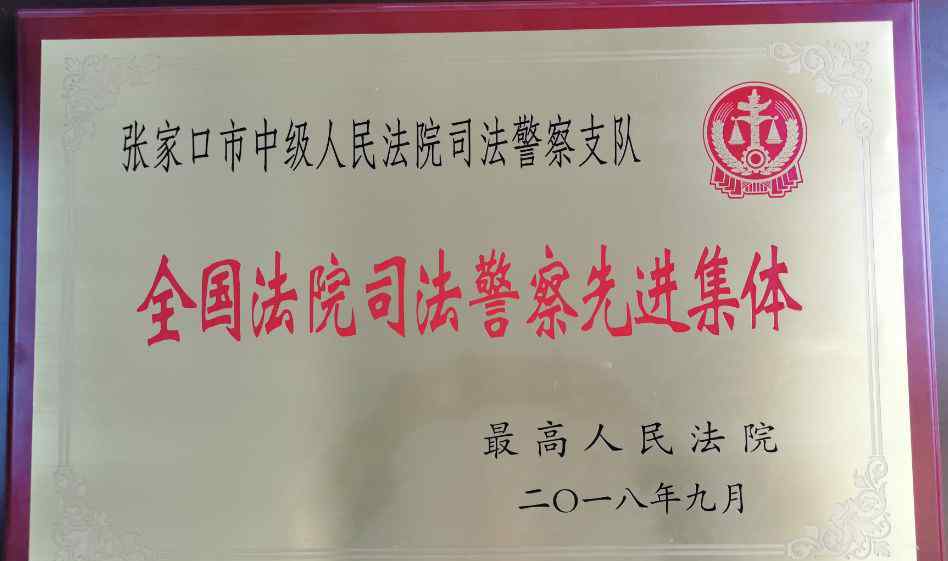 张家口市中级人民法院司法警察支队
全国法院司法警察先进集体
最高人民法院
二〇一八年九月